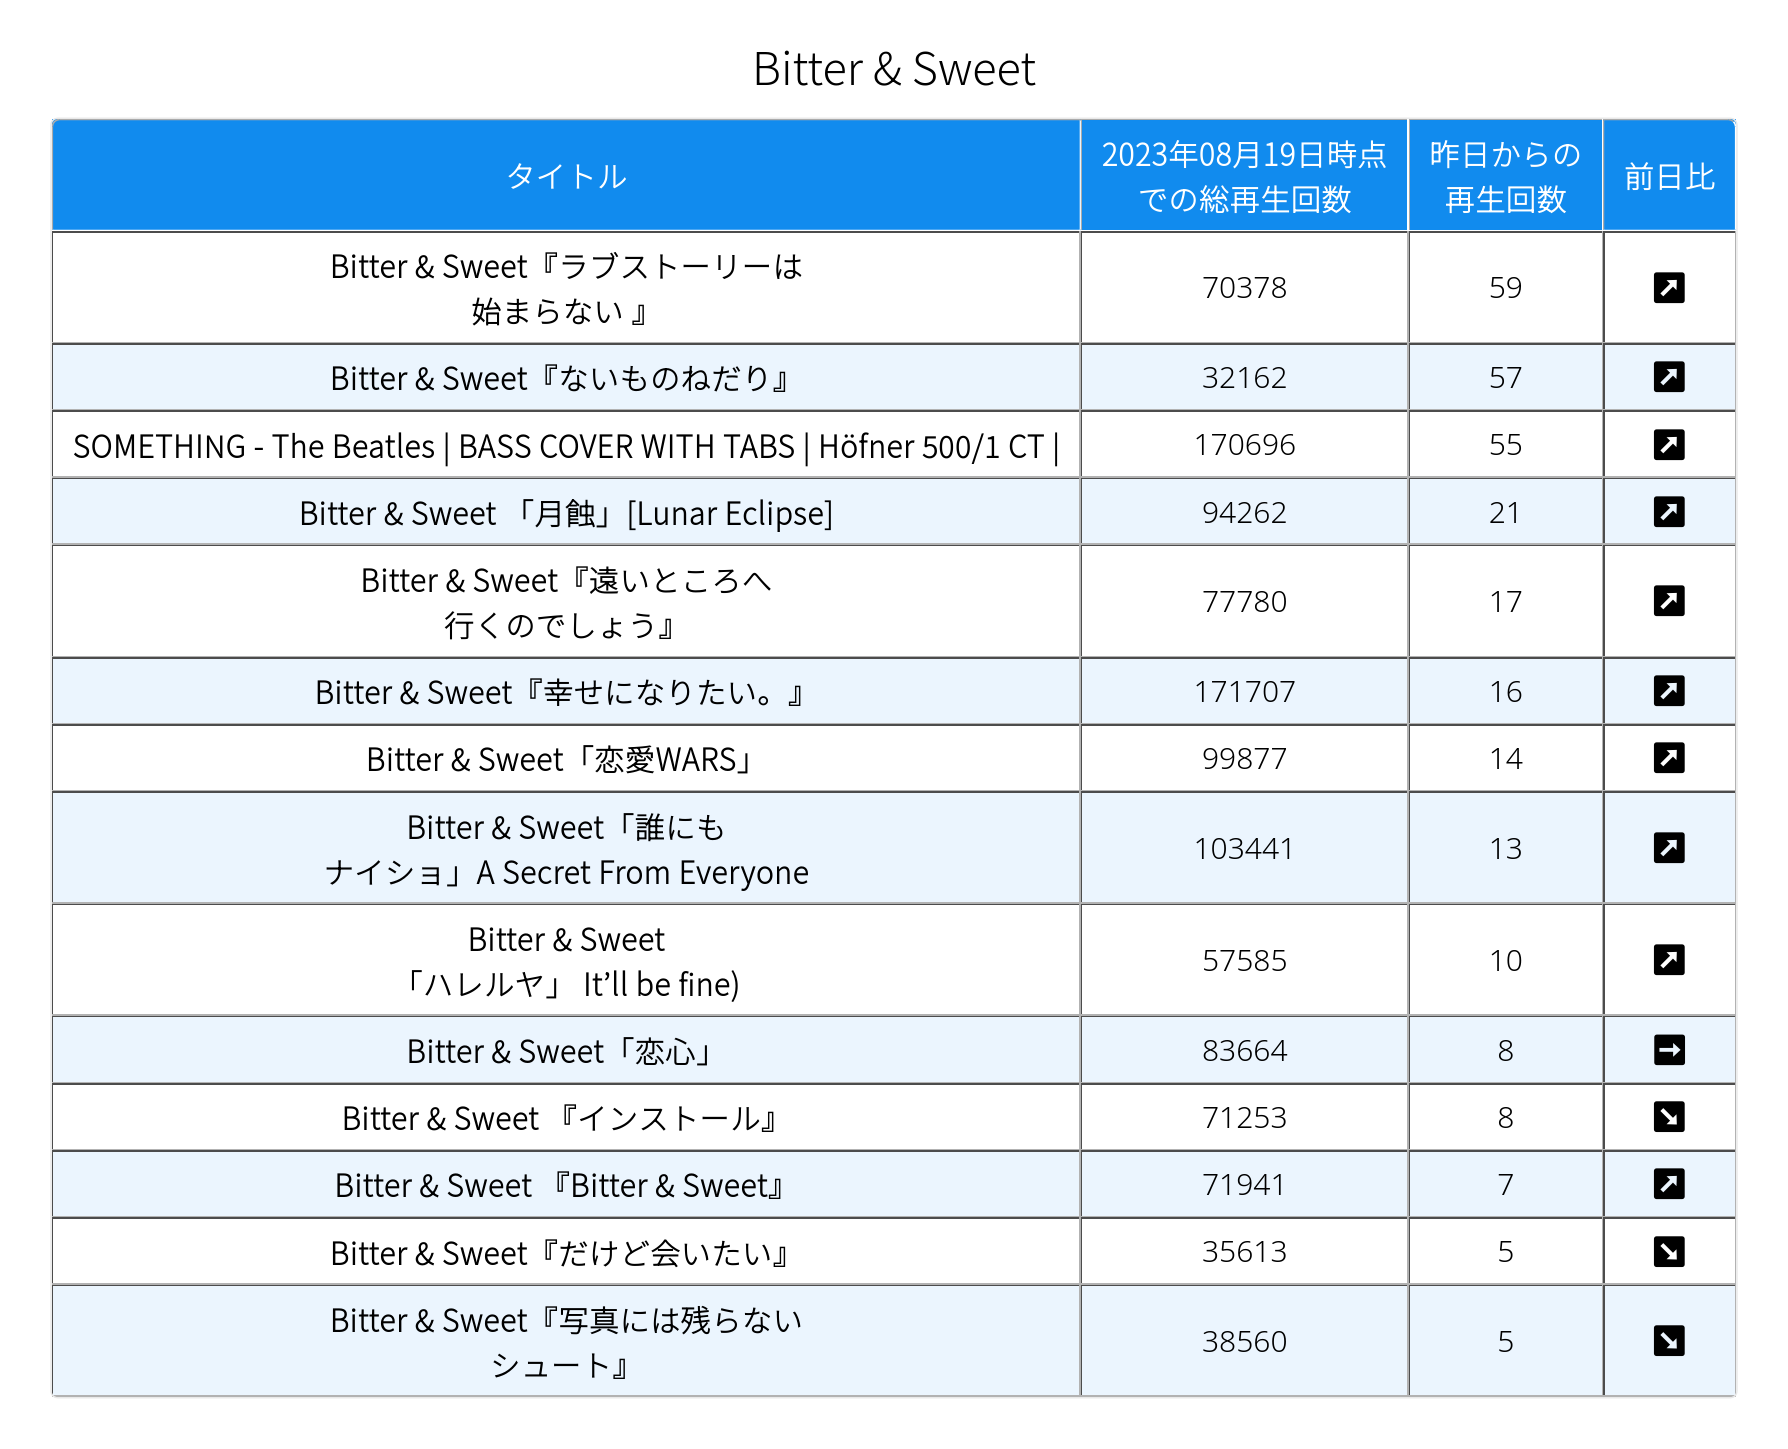 Bitter & Sweet
タイトル
2023年08月19日時点
での総再生回数
昨日からの
再生回数
前日比
Bitter & Sweet『ラブストーリーは
始まらない 』
70378
59
Bitter & Sweet『ないものねだり』
32162
57
SOMETHING - The Beatles | BASS COVER WITH TABS | Höfner 500/1 CT |
170696
55
Bitter & Sweet 「月蝕」[Lunar Eclipse]
94262
21
Bitter & Sweet『遠いところへ
行くのでしょう』
77780
17
Bitter & Sweet『幸せになりたい。』
171707
16
Bitter & Sweet「恋愛WARS」
99877
14
Bitter & Sweet「誰にも
ナイショ」A Secret From Everyone
103441
13
Bitter & Sweet
「ハレルヤ」 It’ll be fine)
57585
10
Bitter & Sweet「恋心」
83664
8
Bitter & Sweet 『インストール』
71253
8
Bitter & Sweet 『Bitter & Sweet』
71941
7
Bitter & Sweet『だけど会いたい』
35613
5
Bitter & Sweet『写真には残らない
シュート』
38560
5